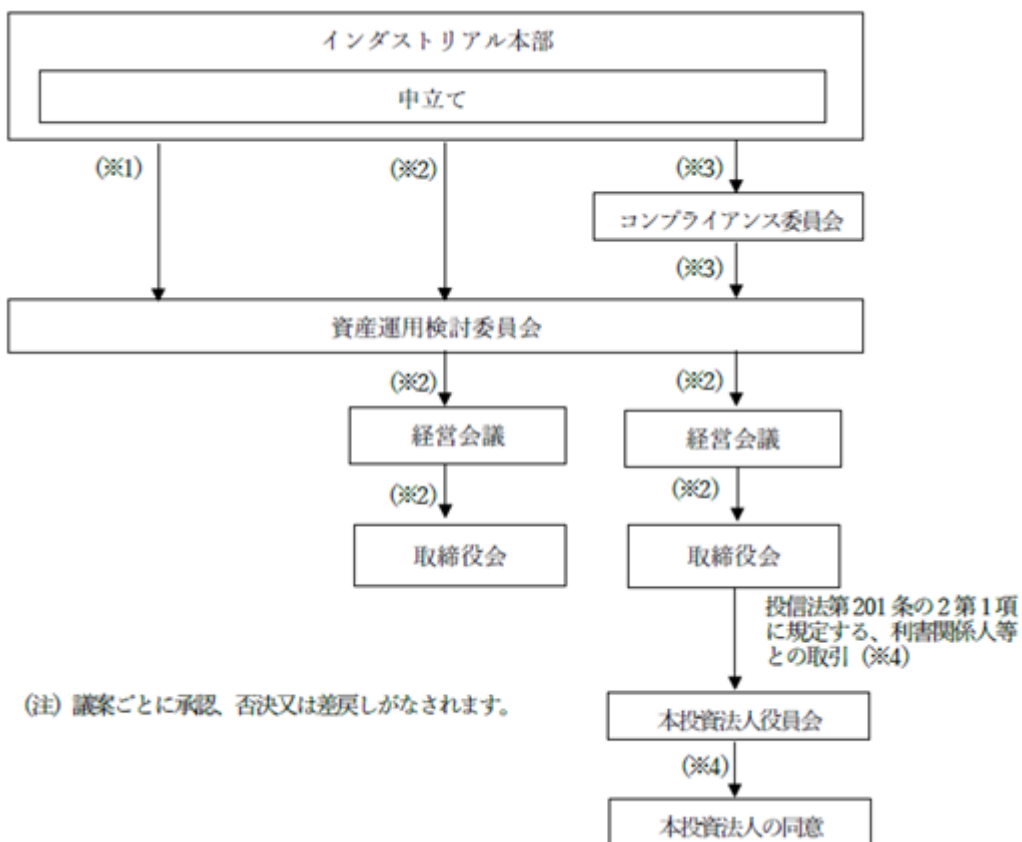 インダストリアル本部
申立て
(※1)
(※2)
(※3)
コンプライアンス委員会
(※3)
資産運用検討委員会
(※2)
(※2)
経営会議
経営会議
(※2)
(※2)
取締役会
取締役会
投信法第201条の2第1項
に規定する、利害関係人等
との取引(※4)
(注)議案ごとに承認、否決又は差戻しがなされます。
本投資法人役員会
(※4)
本投資法人の同意